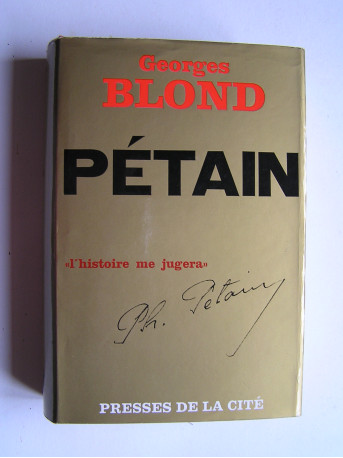 Georges
BLOND
PÉTAIN
«l'histoire me jugera»
Ph. Pétain
PRESSES DE LA CITÉ